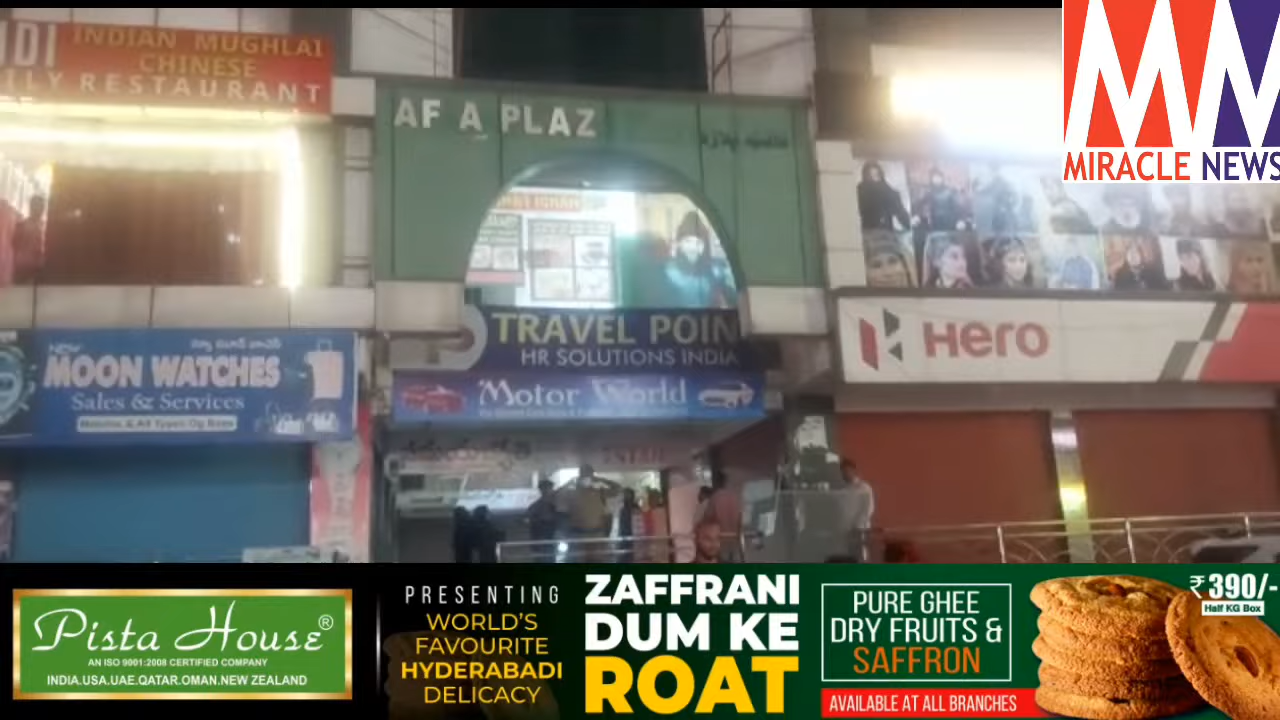 INDIAN MUGHLAI
CHINESE
RESTAURANT
AF A PLAZ
TRAVEL POIN
HR SOLUTIONS INDIA
Motor World
New
MOON WATCHES
Sales & Services
Hero
MIRACLE NEWS
Pista House®
AN ISO 9001:2008 CERTIFIED COMPANY
INDIA.USA.UAE.QATAR.OMAN.NEW ZEALAND
PRESENTING
WORLD'S
FAVOURITE
HYDERABADI
DELICACY
ZAFFRANI
DUM KE
ROAT
PURE GHEE
DRY FRUITS &
SAFFRON
AVAILABLE AT ALL BRANCHES
₹390/-
Half KG Box